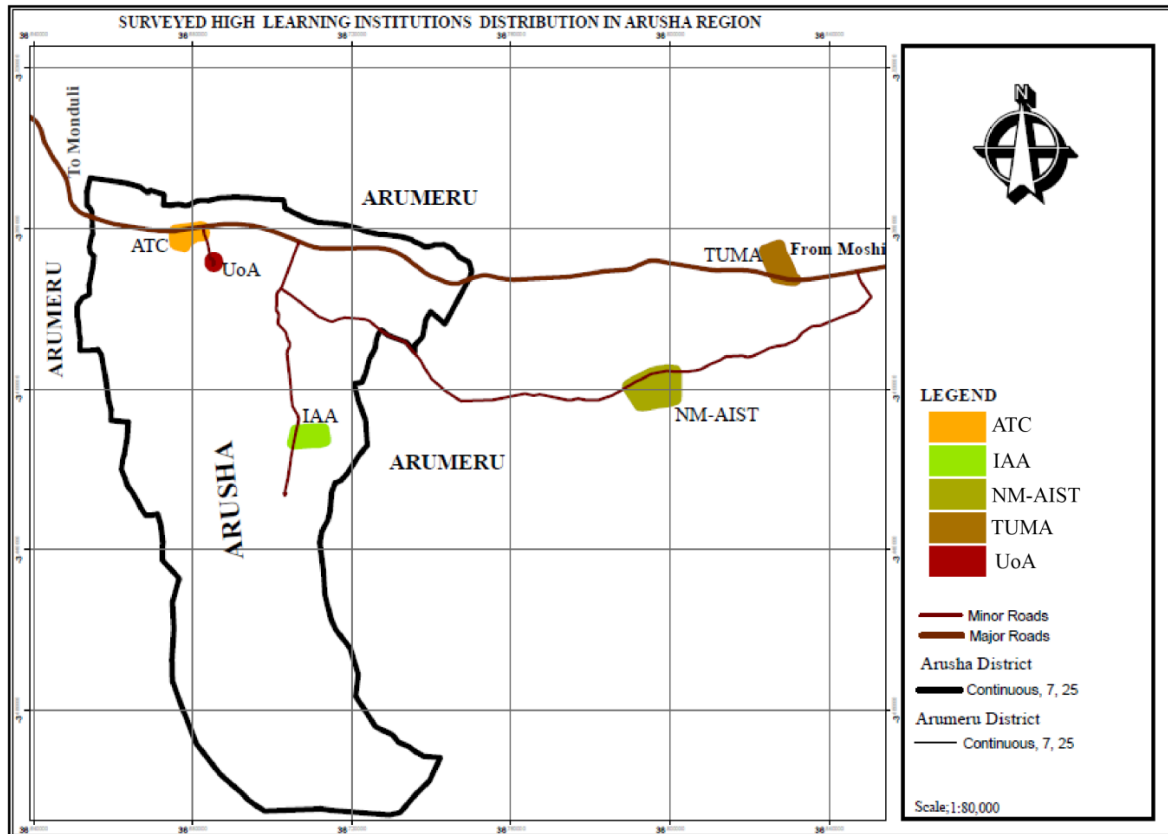 SURVEYED HIGH LEARNING INSTITUTIONS DISTRIBUTION IN ARUSHA REGION
N
To Monduli
ARUMERU
ATC
UoA
TUMA
From Moshi
ARUMERU
IAA
NM-AIST
ARUMERU
ARUSHA
LEGEND
ATC
IAA
NM-AIST
TUMA
UoA
Minor Roads
Major Roads
Arusha District
Continuous, 7, 25
Arumeru District
Continuous, 7, 25
Scale;1:80,000